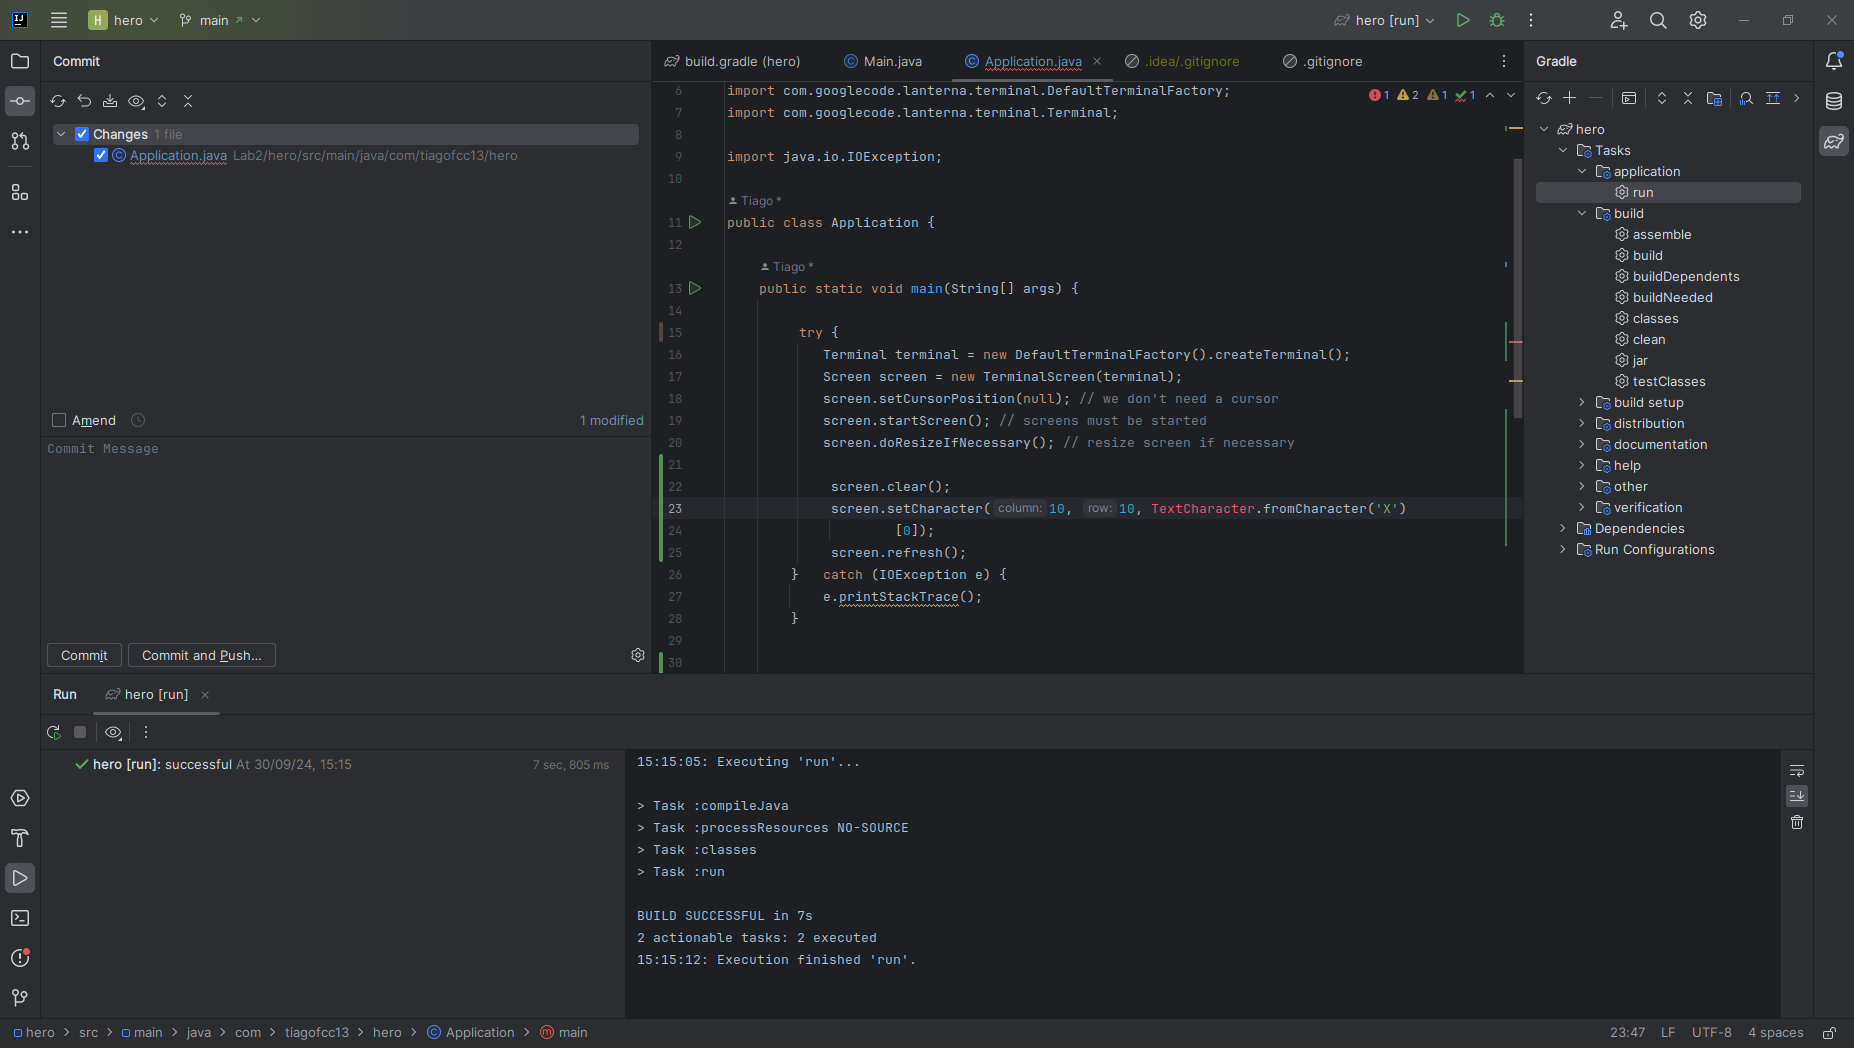 H hero main hero [run]
Commit
Changes 1 file
Application.java Lab2/hero/src/main/java/com/tiagofcc13/hero
Amend 1 modified
Commit Message
Commit Commit and Push...
build.gradle (hero) Main.java Application.java .idea/.gitignore .gitignore
1 2 1 1
6 import com.googlecode.lanterna.terminal.DefaultTerminalFactory;
7 import com.googlecode.lanterna.terminal.Terminal;
8
9 import java.io.IOException;
10
Tiago *
11 public class Application {
12
Tiago *
13 public static void main(String[] args) {
14
15 try {
16 Terminal terminal = new DefaultTerminalFactory().createTerminal();
17 Screen screen = new TerminalScreen(terminal);
18 screen.setCursorPosition(null); // we don't need a cursor
19 screen.startScreen(); // screens must be started
20 screen.doResizeIfNecessary(); // resize screen if necessary
21
22 screen.clear();
23 screen.setCharacter( column: 10, row: 10, TextCharacter.fromCharacter('X')
24 [0]);
25 screen.refresh();
26 } catch (IOException e) {
27 e.printStackTrace();
28 }
29
30
Gradle
hero
Tasks
application
run
build
assemble
build
buildDependents
buildNeeded
classes
clean
jar
testClasses
build setup
distribution
documentation
help
other
verification
Dependencies
Run Configurations
Run hero [run]
hero [run]: successful At 30/09/24, 15:15 7 sec, 805 ms
15:15:05: Executing 'run'...
> Task :compileJava
> Task :processResources NO-SOURCE
> Task :classes
> Task :run
BUILD SUCCESSFUL in 7s
2 actionable tasks: 2 executed
15:15:12: Execution finished 'run'.
hero > src > main > java > com > tiagofcc13 > hero > Application > main
23:47 LF UTF-8 4 spaces